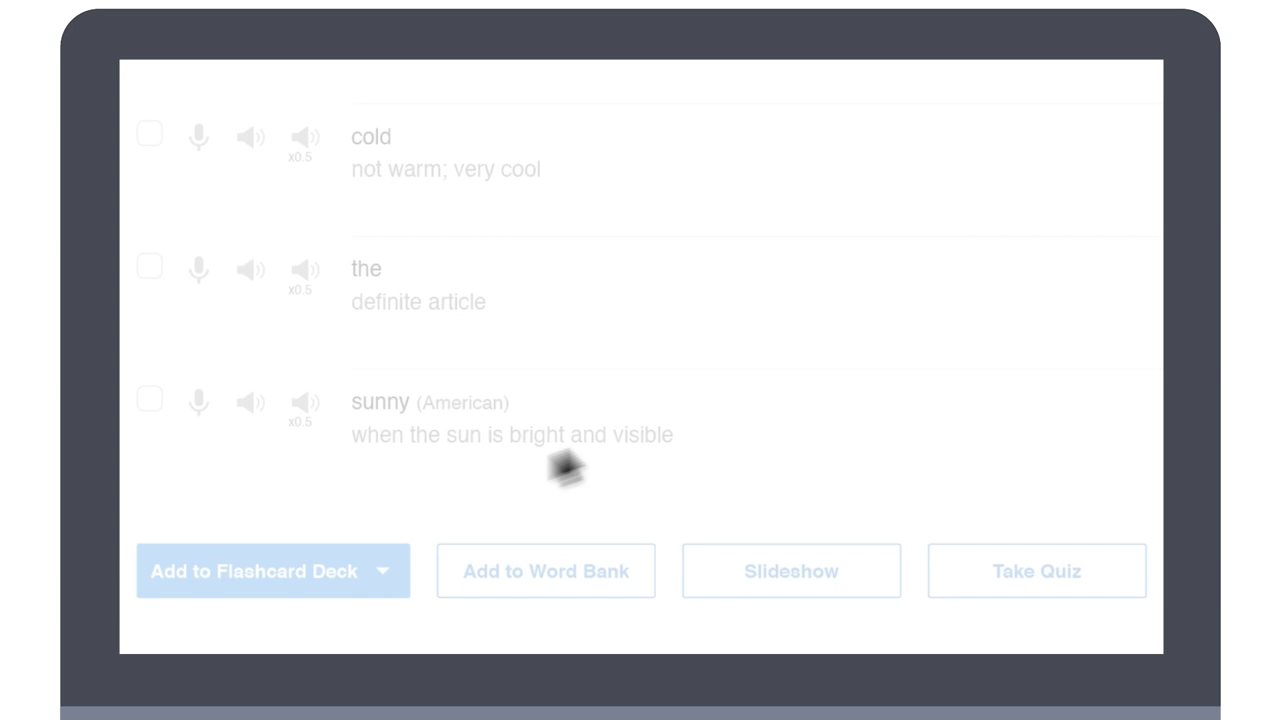 cold
x0.5
not warm; very cool
the
x0.5
definite article
sunny (American)
x0.5
when the sun is bright and visible
Add to Flashcard Deck
Add to Word Bank
Slideshow
Take Quiz